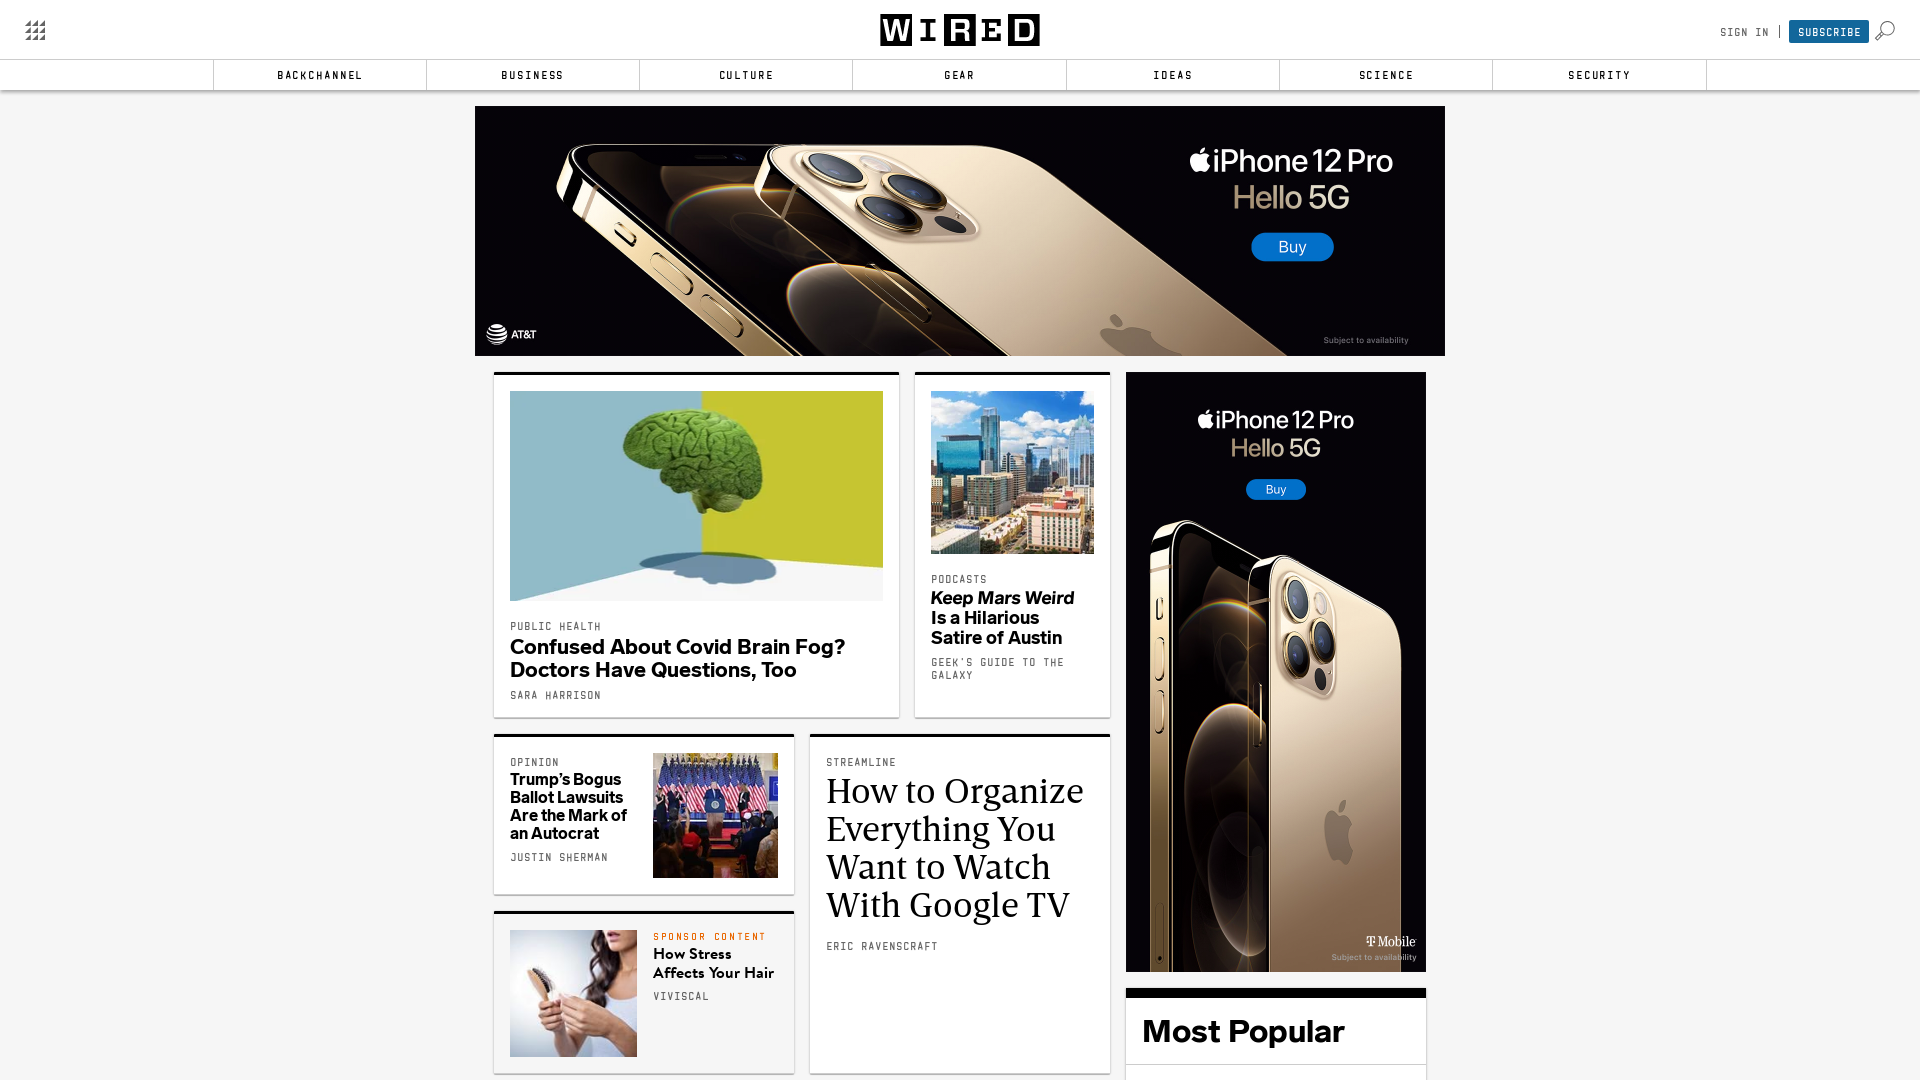 WIRED
SIGN IN
SUBSCRIBE
BACKCHANNEL
BUSINESS
CULTURE
GEAR
IDEAS
SCIENCE
SECURITY
iPhone 12 Pro
Hello 5G
Buy
AT&T
Subject to availability
PUBLIC HEALTH
Confused About Covid Brain Fog?
Doctors Have Questions, Too
SARA HARRISON
PODCASTS
Keep Mars Weird
Is a Hilarious
Satire of Austin
GEEK'S GUIDE TO THE
GALAXY
iPhone 12 Pro
Hello 5G
Buy
T Mobile
Subject to availability
OPINION
Trump’s Bogus
Ballot Lawsuits
Are the Mark of
an Autocrat
JUSTIN SHERMAN
STREAMLINE
How to Organize
Everything You
Want to Watch
With Google TV
ERIC RAVENSCRAFT
SPONSOR CONTENT
How Stress
Affects Your Hair
VIVISCAL
Most Popular